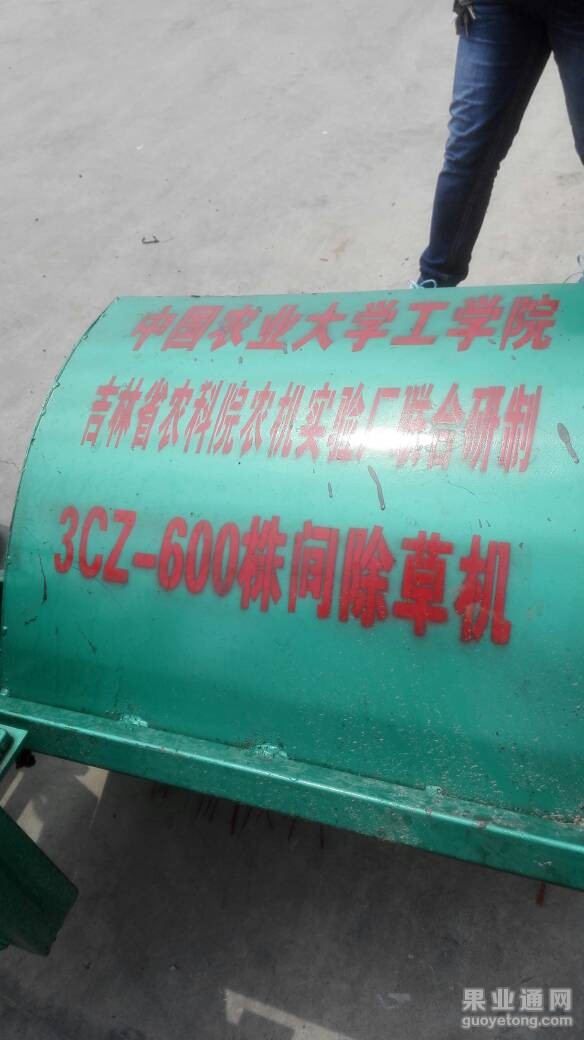 中国农业大学工学院
吉林省农科院农机实验厂联合研制
3CZ-600株间除草机
果业通网
guoyetong.com